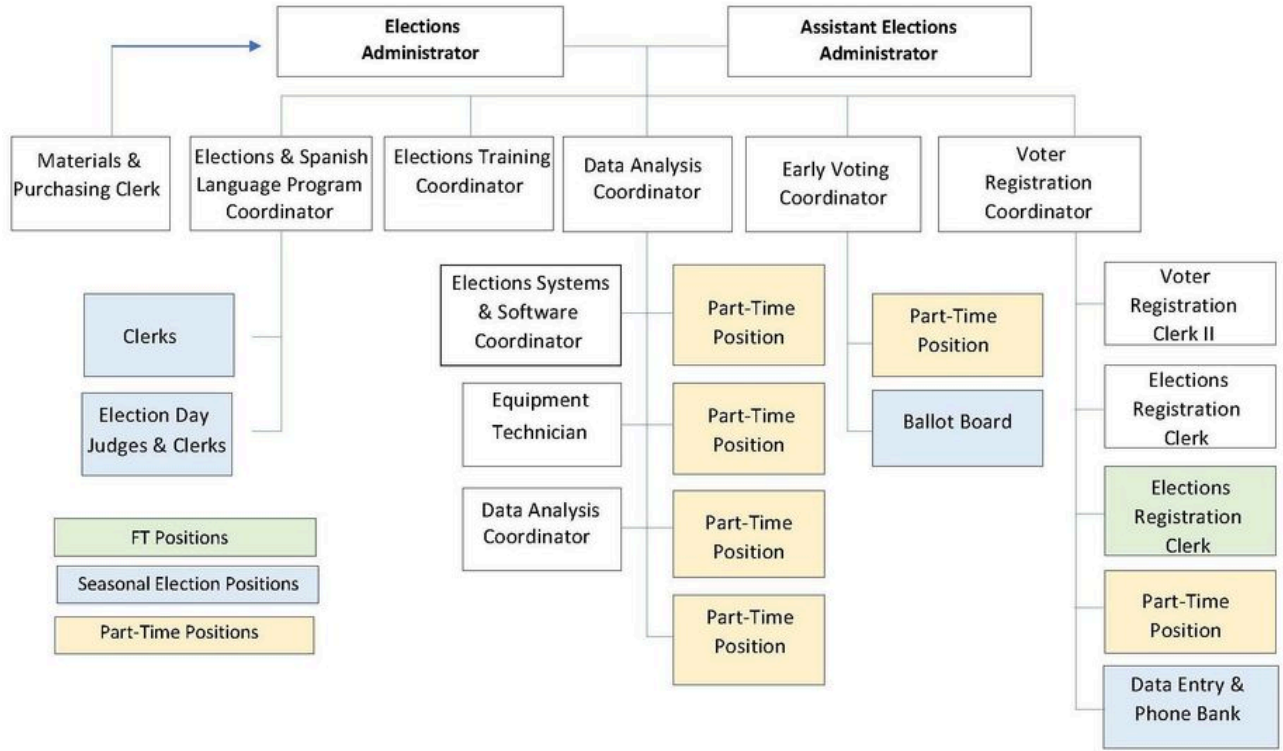 Elections
Administrator
Assistant Elections
Administrator
Materials &
Purchasing Clerk
Elections & Spanish
Language Program
Coordinator
Elections Training
Coordinator
Data Analysis
Coordinator
Early Voting
Coordinator
Voter
Registration
Coordinator
Clerks
Election Day
Judges & Clerks
Elections Systems
& Software
Coordinator
Equipment
Technician
Data Analysis
Coordinator
Part-Time
Position
Part-Time
Position
Part-Time
Position
Part-Time
Position
Part-Time
Position
Ballot Board
Voter
Registration
Clerk II
Elections
Registration
Clerk
Elections
Registration
Clerk
Part-Time
Position
Data Entry &
Phone Bank
FT Positions
Seasonal Election Positions
Part-Time Positions